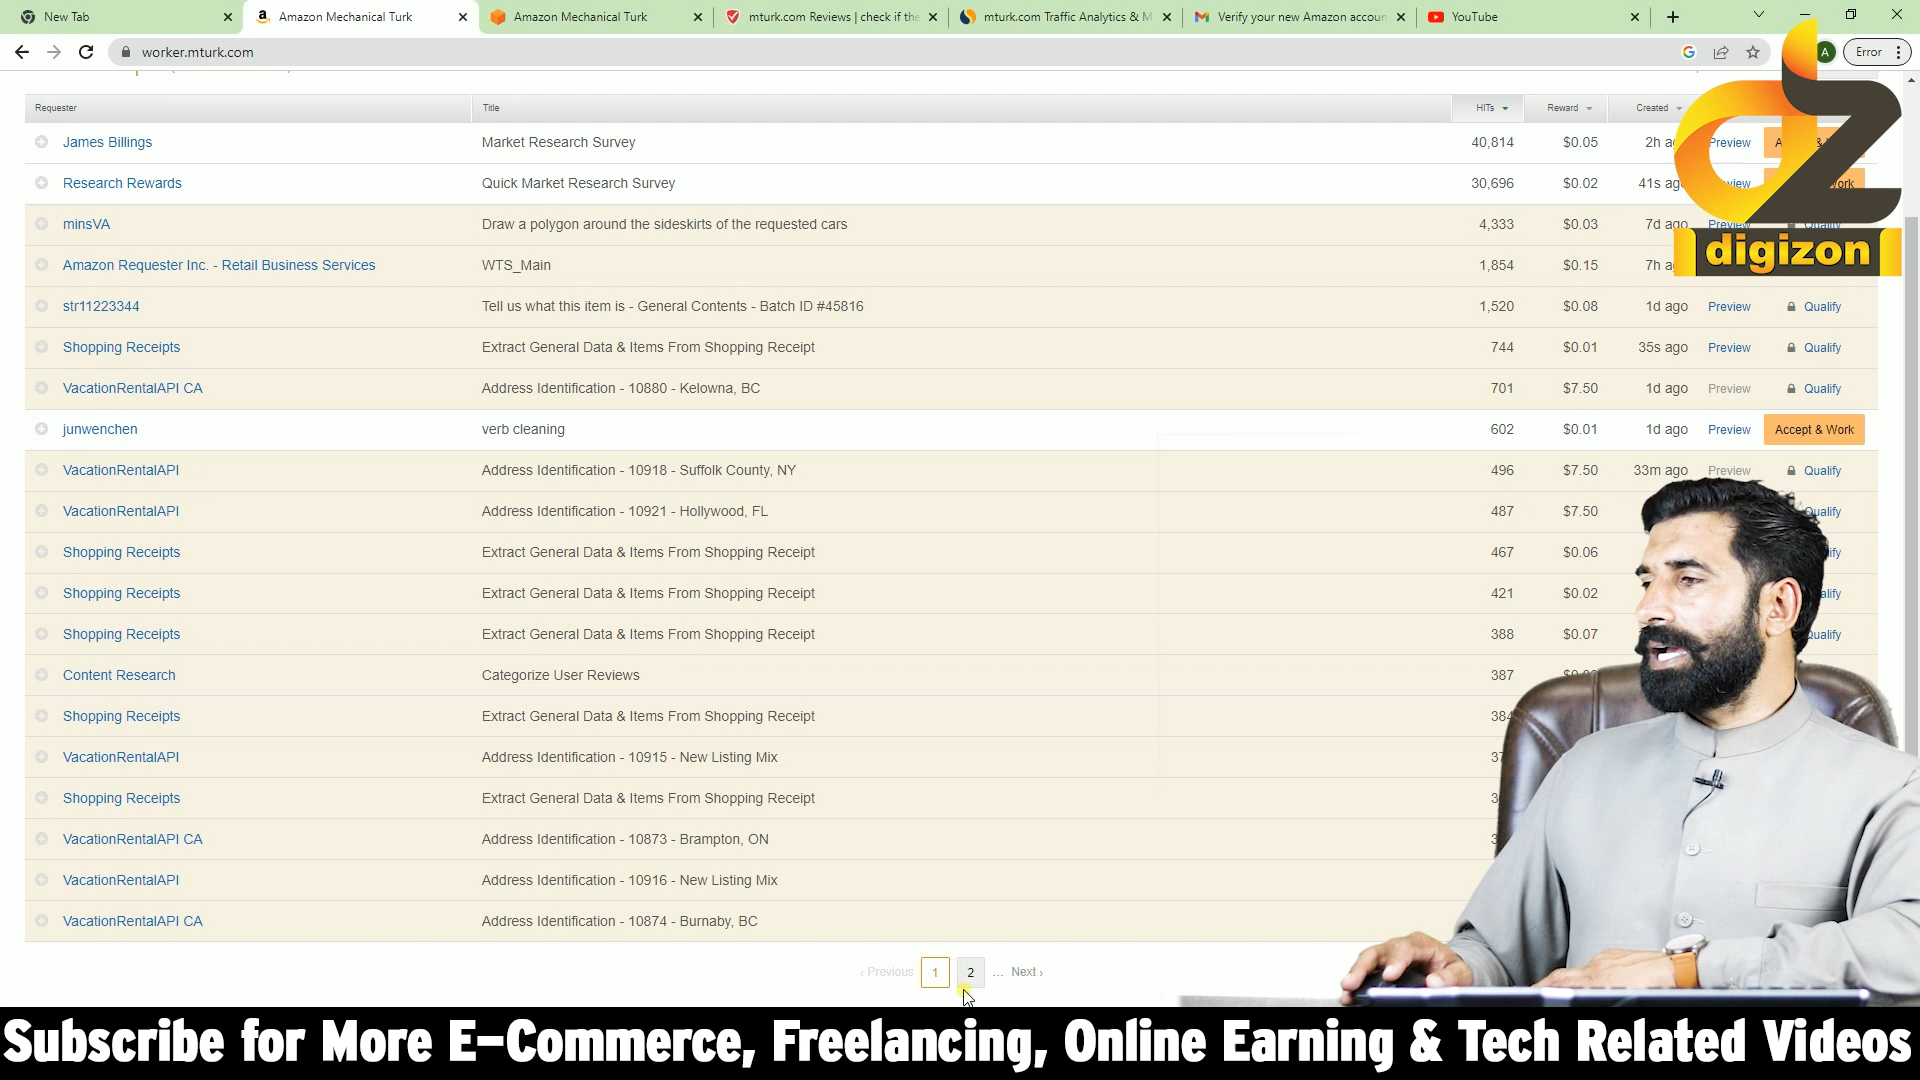 New Tab
Amazon Mechanical Turk
Amazon Mechanical Turk
mturk.com Reviews | check if the
mturk.com Traffic Analytics & M
Verify your new Amazon accoun
YouTube
worker.mturk.com
A
Error
Requester Title HITs Reward Created
James Billings Market Research Survey 40,814 $0.05 2h Preview
Research Rewards Quick Market Research Survey 30,696 $0.02 41s ago
minsVA Draw a polygon around the sideskirts of the requested cars 4,333 $0.03 7d ago Preview Qualify
Amazon Requester Inc. - Retail Business Services WTS_Main 1,854 $0.15 7h
str11223344 Tell us what this item is - General Contents - Batch ID #45816 1,520 $0.08 1d ago Preview Qualify
Shopping Receipts Extract General Data & Items From Shopping Receipt 744 $0.01 35s ago Preview Qualify
VacationRentalAPI CA Address Identification - 10880 - Kelowna, BC 701 $7.50 1d ago Preview Qualify
junwenchen verb cleaning 602 $0.01 1d ago Preview Accept & Work
VacationRentalAPI Address Identification - 10918 - Suffolk County, NY 496 $7.50 33m ago Preview Qualify
VacationRentalAPI Address Identification - 10921 - Hollywood, FL 487 $7.50 Qualify
Shopping Receipts Extract General Data & Items From Shopping Receipt 467 $0.06
Shopping Receipts Extract General Data & Items From Shopping Receipt 421 $0.02
Shopping Receipts Extract General Data & Items From Shopping Receipt 388 $0.07 Qualify
Content Research Categorize User Reviews 387
Shopping Receipts Extract General Data & Items From Shopping Receipt 384
VacationRentalAPI Address Identification - 10915 - New Listing Mix
Shopping Receipts Extract General Data & Items From Shopping Receipt
VacationRentalAPI CA Address Identification - 10873 - Brampton, ON
VacationRentalAPI Address Identification - 10916 - New Listing Mix
VacationRentalAPI CA Address Identification - 10874 - Burnaby, BC
‹ Previous 1 2 ... Next ›
digizon
Subscribe for More E-Commerce, Freelancing, Online Earning & Tech Related Videos